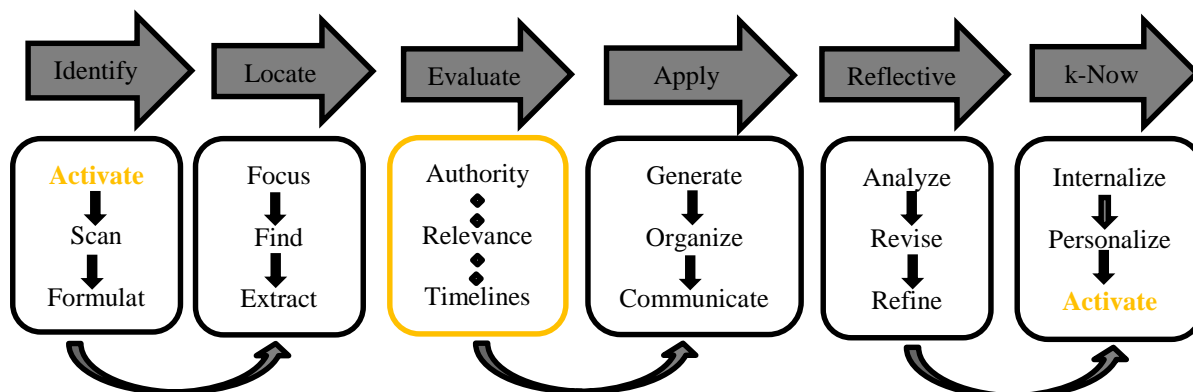 Identify
Locate
Evaluate
Apply
Reflective
k-Now
Activate
Scan
Formulat
Focus
Find
Extract
Authority
Relevance
Timelines
Generate
Organize
Communicate
Analyze
Revise
Refine
Internalize
Personalize
Activate